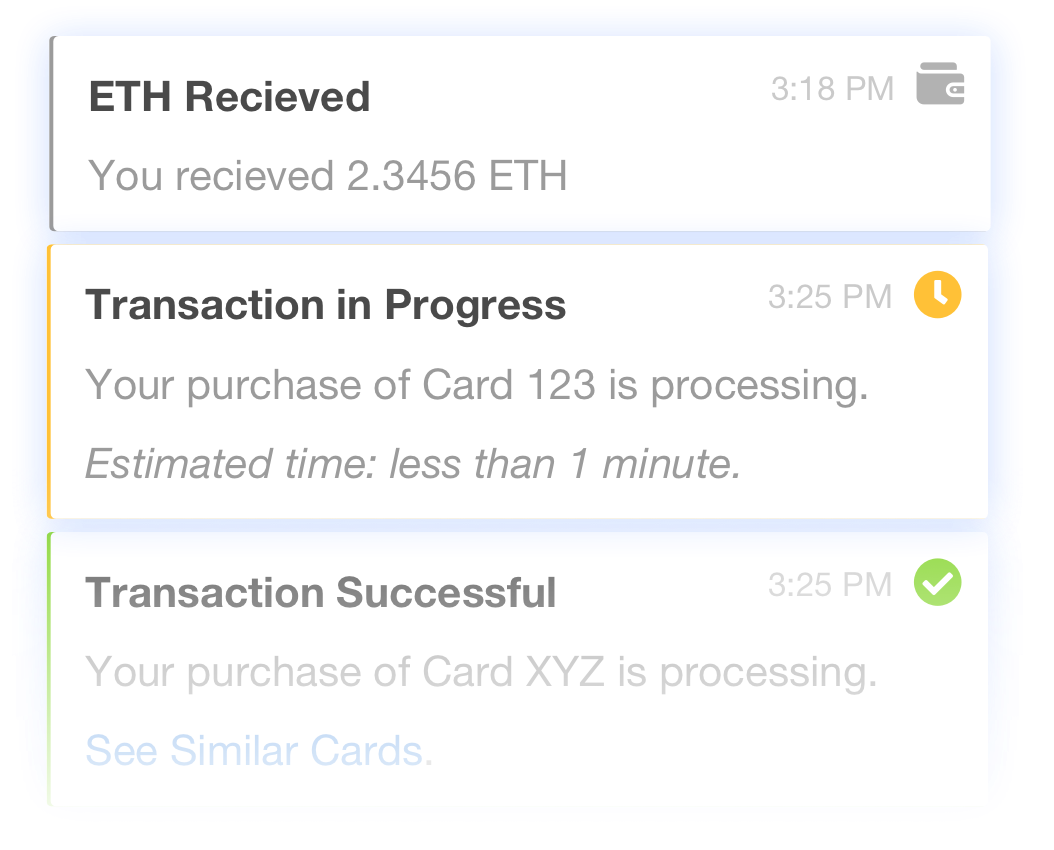 ETH Recieved 3:18 PM
You recieved 2.3456 ETH
Transaction in Progress 3:25 PM
Your purchase of Card 123 is processing.
Estimated time: less than 1 minute.
Transaction Successful 3:25 PM
Your purchase of Card XYZ is processing.
See Similar Cards.